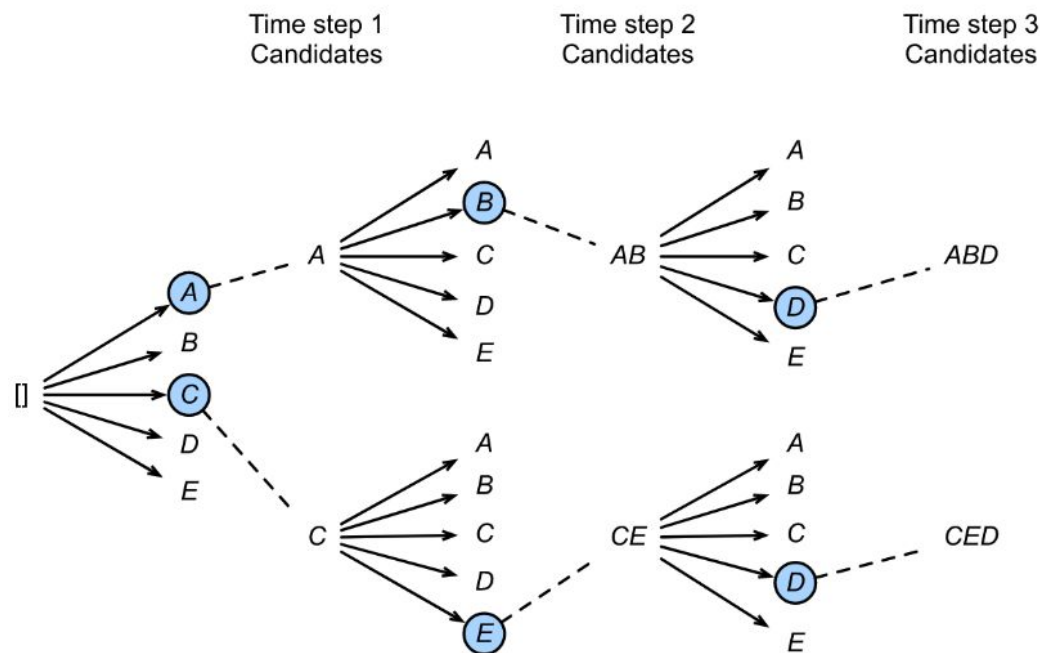 Time step 1
Candidates
Time step 2
Candidates
Time step 3
Candidates
[]
A
B
C
D
E
A
A
B
C
D
E
AB
A
B
C
D
E
ABD
C
A
B
C
D
E
CE
A
B
C
D
E
CED